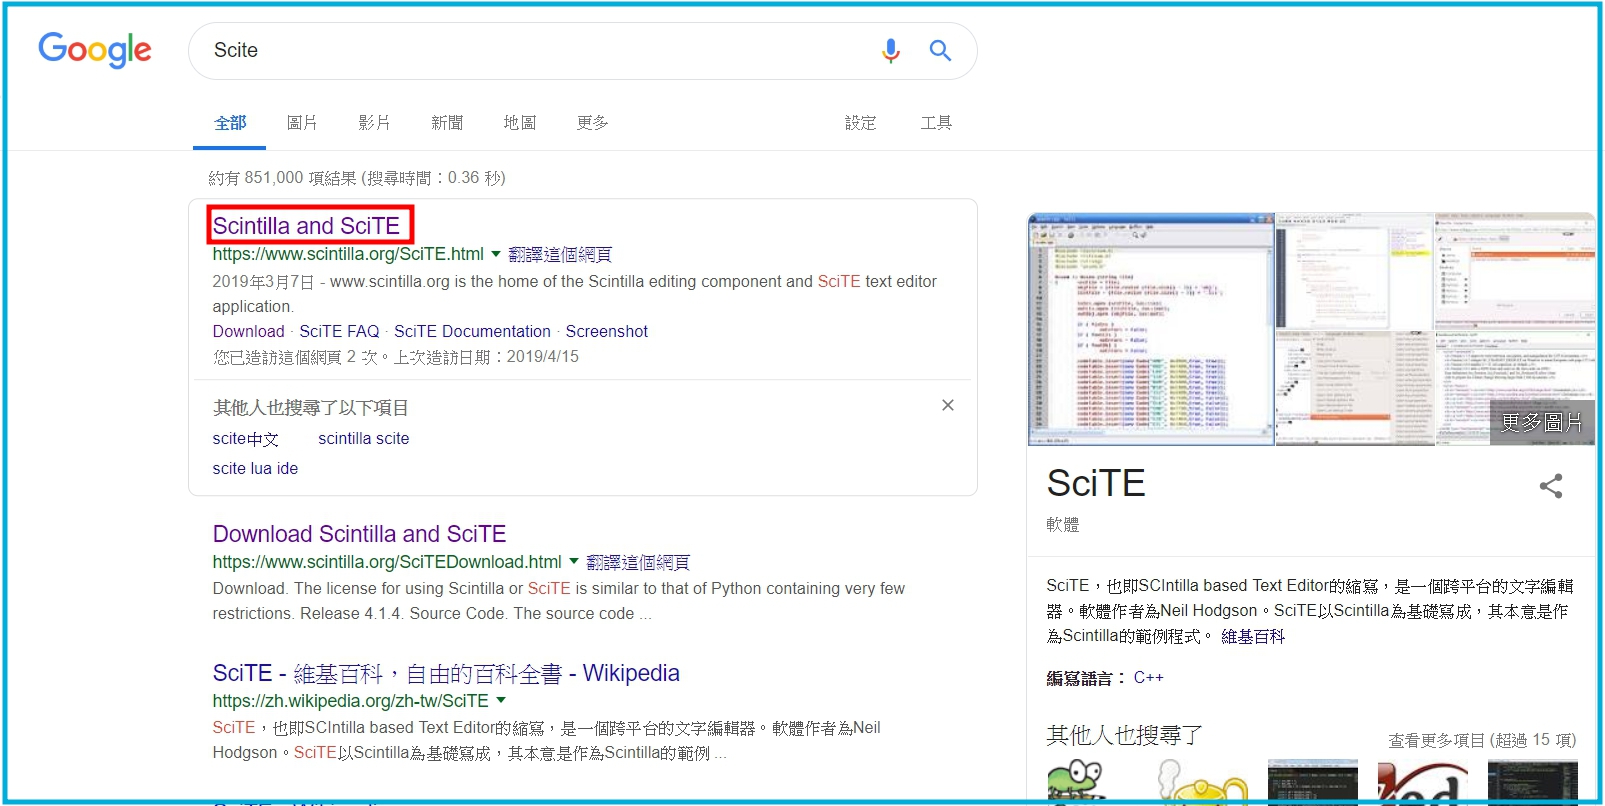 Google
Scite
全部 圖片 影片 新聞 地圖 更多 設定 工具
約有 851,000 項結果 (搜尋時間：0.36 秒)
Scintilla and SciTE
https://www.scintilla.org/SciTE.html ▼ 翻譯這個網頁
2019年3月7日 - www.scintilla.org is the home of the Scintilla editing component and SciTE text editor
application.
Download · SciTE FAQ · SciTE Documentation · Screenshot
您已造訪這個網頁 2 次。上次造訪日期：2019/4/15
其他人也搜尋了以下項目
scite中文 scintilla scite
scite lua ide
Download Scintilla and SciTE
https://www.scintilla.org/SciTEDownload.html ▼ 翻譯這個網頁
Download. The license for using Scintilla or SciTE is similar to that of Python containing very few
restrictions. Release 4.1.4. Source Code. The source code ...
SciTE - 維基百科，自由的百科全書 - Wikipedia
https://zh.wikipedia.org/zh-tw/SciTE ▼
SciTE，也即SCIntilla based Text Editor的縮寫，是一個跨平台的文字編輯器。軟體作者為Neil
Hodgson。SciTE以Scintilla為基礎寫成，其本意是作為Scintilla的範例 ...
更多圖片
SciTE
軟體
SciTE，也即SCIntilla based Text Editor的縮寫，是一個跨平台的文字編輯
器。軟體作者為Neil Hodgson。SciTE以Scintilla為基礎寫成，其本意是作
為Scintilla的範例程式。 維基百科
編寫語言： C++
其他人也搜尋了
查看更多項目 (超過 15 項)